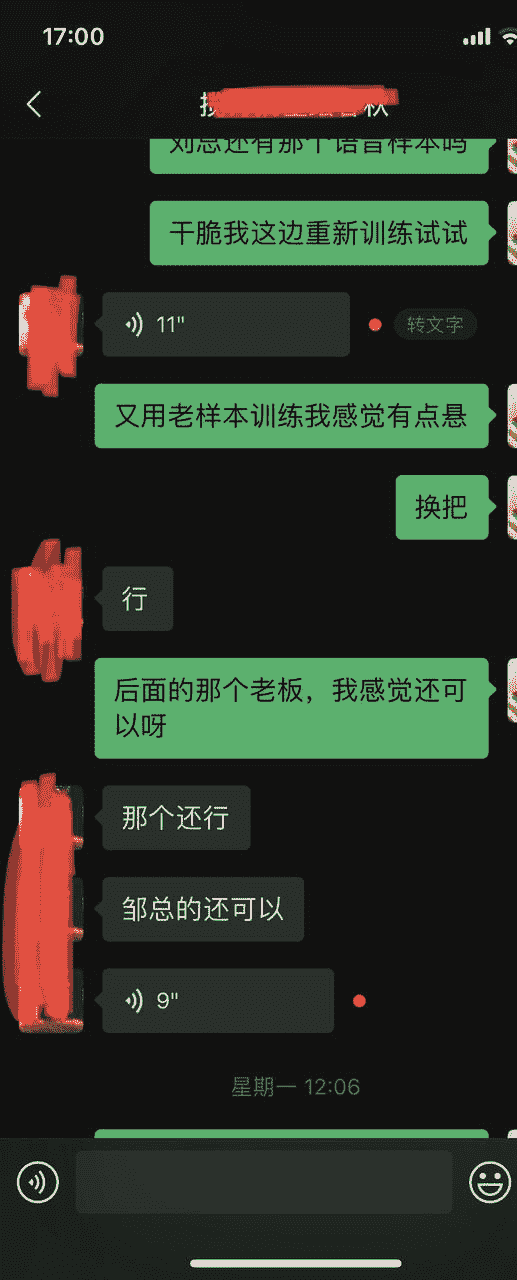 17:00
刘总还有那个语音样本吗
干脆我这边重新训练试试
11"
转文字
又用老样本训练我感觉有点悬
换把
行
后面的那个老板，我感觉还可
以呀
那个还行
邹总的还可以
9"
星期一 12:06